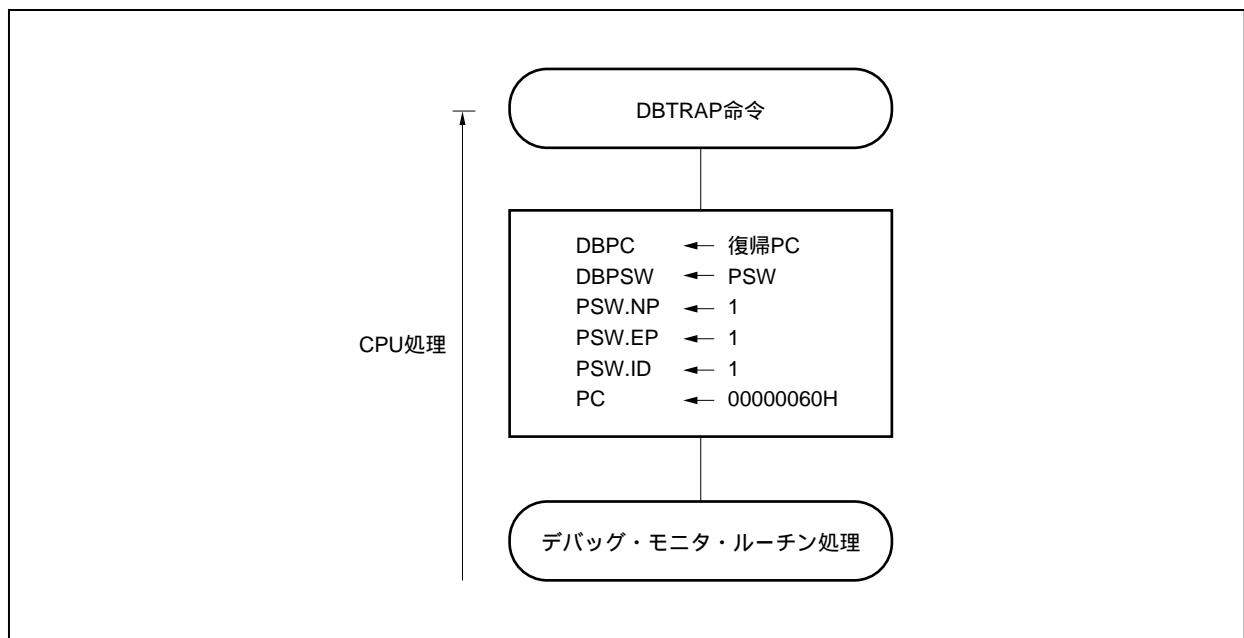 DBTRAP命令
CPU処理
DBPC ← 復帰PC
DBPSW ← PSW
PSW.NP ← 1
PSW.EP ← 1
PSW.ID ← 1
PC ← 00000060H
デバッグ・モニタ・ルーチン処理